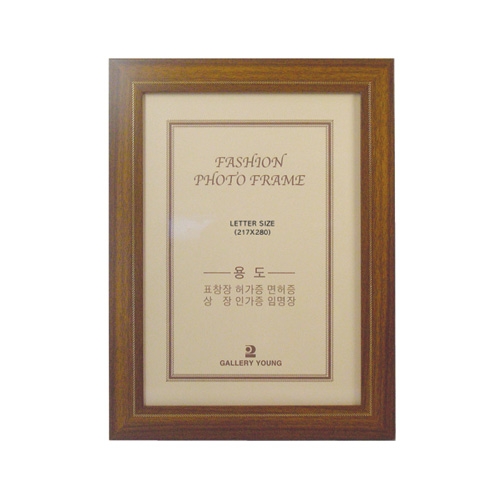 FASHION
PHOTO FRAME
LETTER SIZE
(217X280)
용 도
표창장 허가증 면허증
상 장 인가증 임명장
2
GALLERY YOUNG